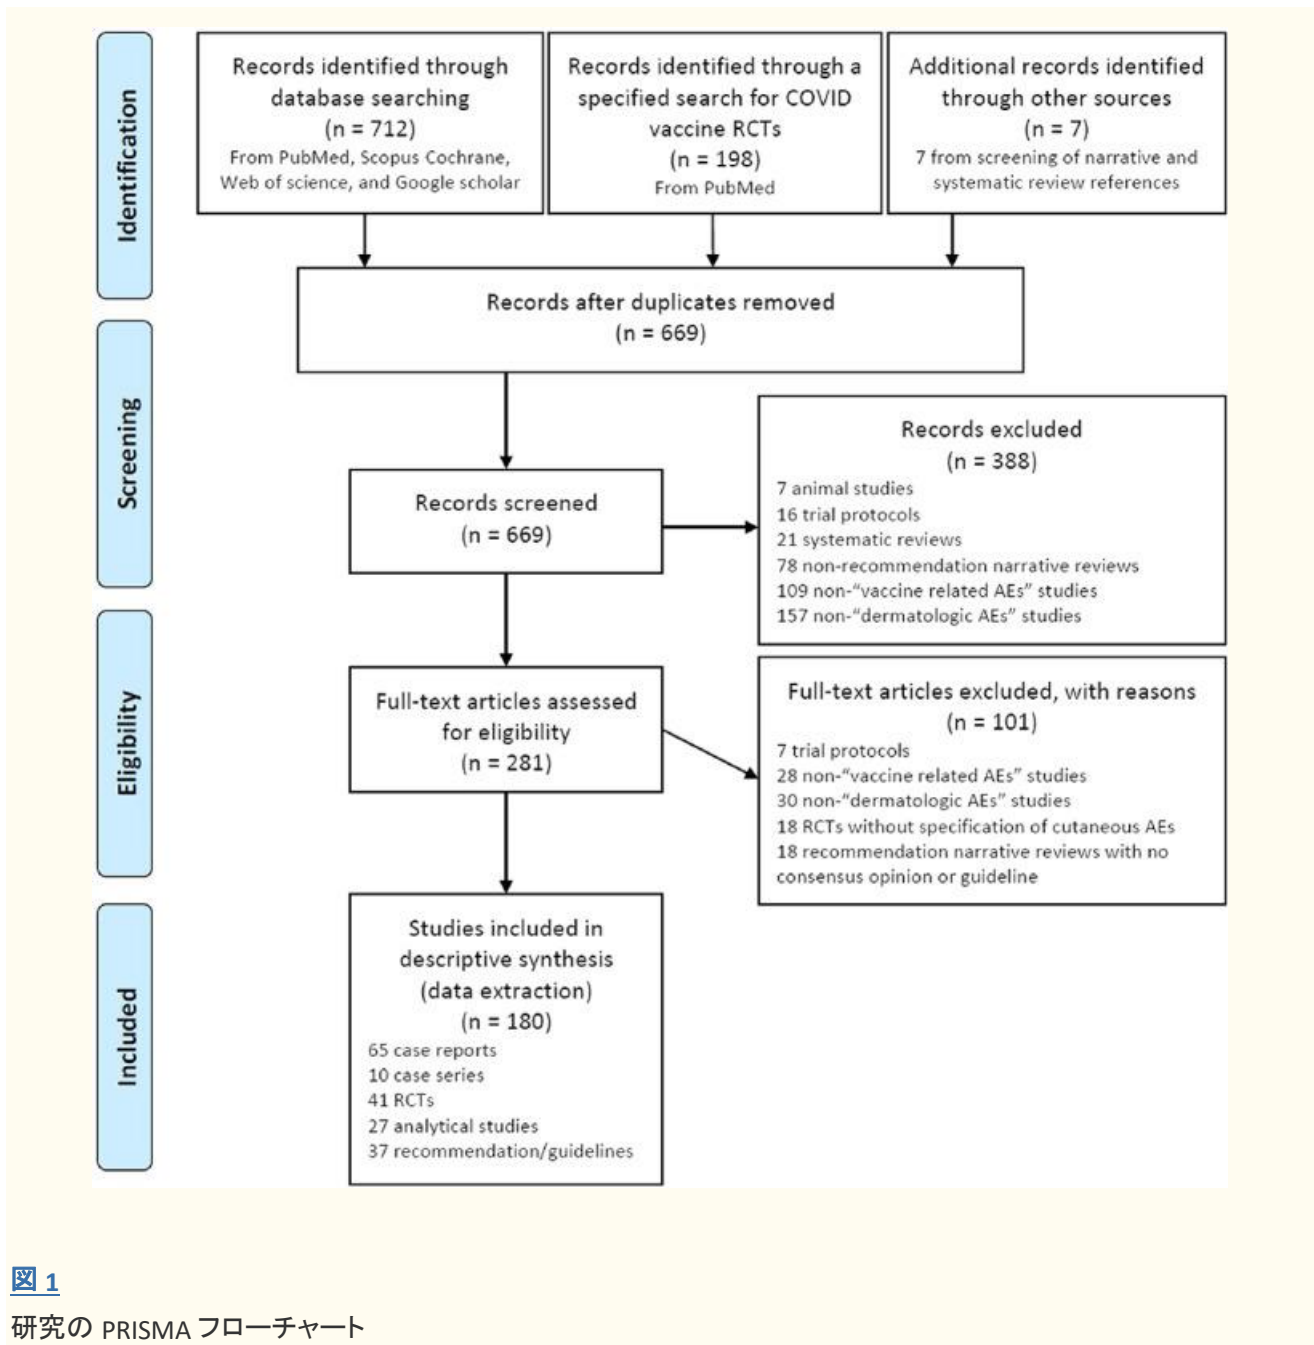 Identification
Records identified through
database searching
(n = 712)
From PubMed, Scopus Cochrane,
Web of science, and Google scholar
Records identified through a
specified search for COVID
vaccine RCTs
(n = 198)
From PubMed
Additional records identified
through other sources
(n = 7)
7 from screening of narrative and
systematic review references
Records after duplicates removed
(n = 669)
Screening
Records screened
(n = 669)
Records excluded
(n = 388)
7 animal studies
16 trial protocols
21 systematic reviews
78 non-recommendation narrative reviews
109 non-“vaccine related AEs” studies
157 non-“dermatologic AEs” studies
Eligibility
Full-text articles assessed
for eligibility
(n = 281)
Full-text articles excluded, with reasons
(n = 101)
7 trial protocols
28 non-“vaccine related AEs” studies
30 non-“dermatologic AEs” studies
18 RCTs without specification of cutaneous AEs
18 recommendation narrative reviews with no
consensus opinion or guideline
Included
Studies included in
descriptive synthesis
(data extraction)
(n = 180)
65 case reports
10 case series
41 RCTs
27 analytical studies
37 recommendation/guidelines
図 1
研究の PRISMA フローチャート